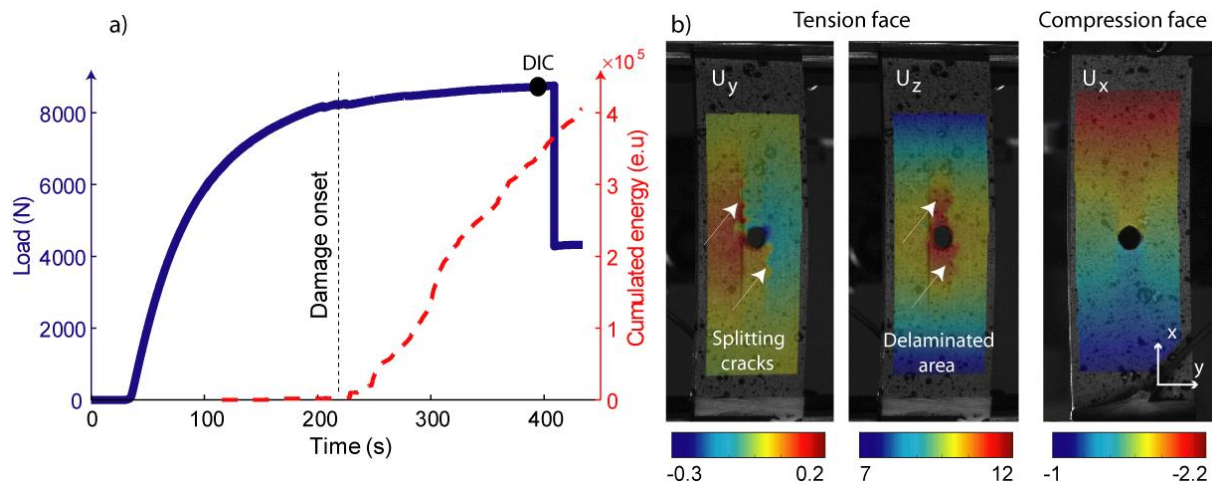 a)
DIC
×10⁵
Load (N)
8000
6000
4000
2000
0
Damage onset
4
3
2
1
0
Cumulated energy (e.u)
0
100
200
300
400
Time (s)
b)
Tension face
Compression face
U_y
U_z
U_x
Splitting
cracks
Delaminated
area
x
y
-0.3
0.2
7
12
-1
-2.2